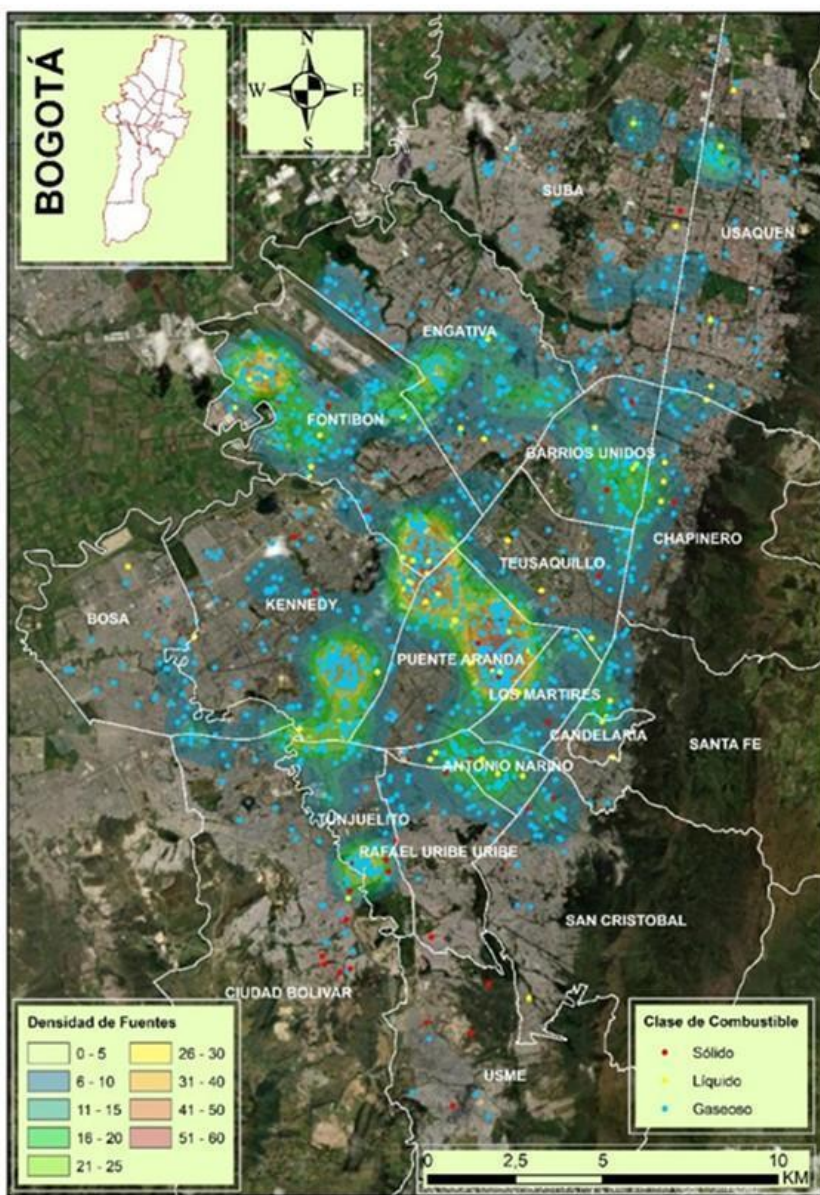 BOGOTÁ
N
W E
S
SUBA
USAQUEN
ENGATIVA
FONTIBON
BARRIOS UNIDOS
CHAPINERO
TEUSAQUILLO
BOSA
KENNEDY
PUENTE ARANDA
LOS MARTIRES
CANDELARIA
SANTA FE
ANTONIO NARIÑO
TUNJUELITO
RAFAEL URIBE URIBE
SAN CRISTOBAL
CIUDAD BOLIVAR
USME
Densidad de Fuentes
0 - 5 26 - 30
6 - 10 31 - 40
11 - 15 41 - 50
16 - 20 51 - 60
21 - 25
Clase de Combustible
Sólido
Líquido
Gaseoso
0 2,5 5 10
KM